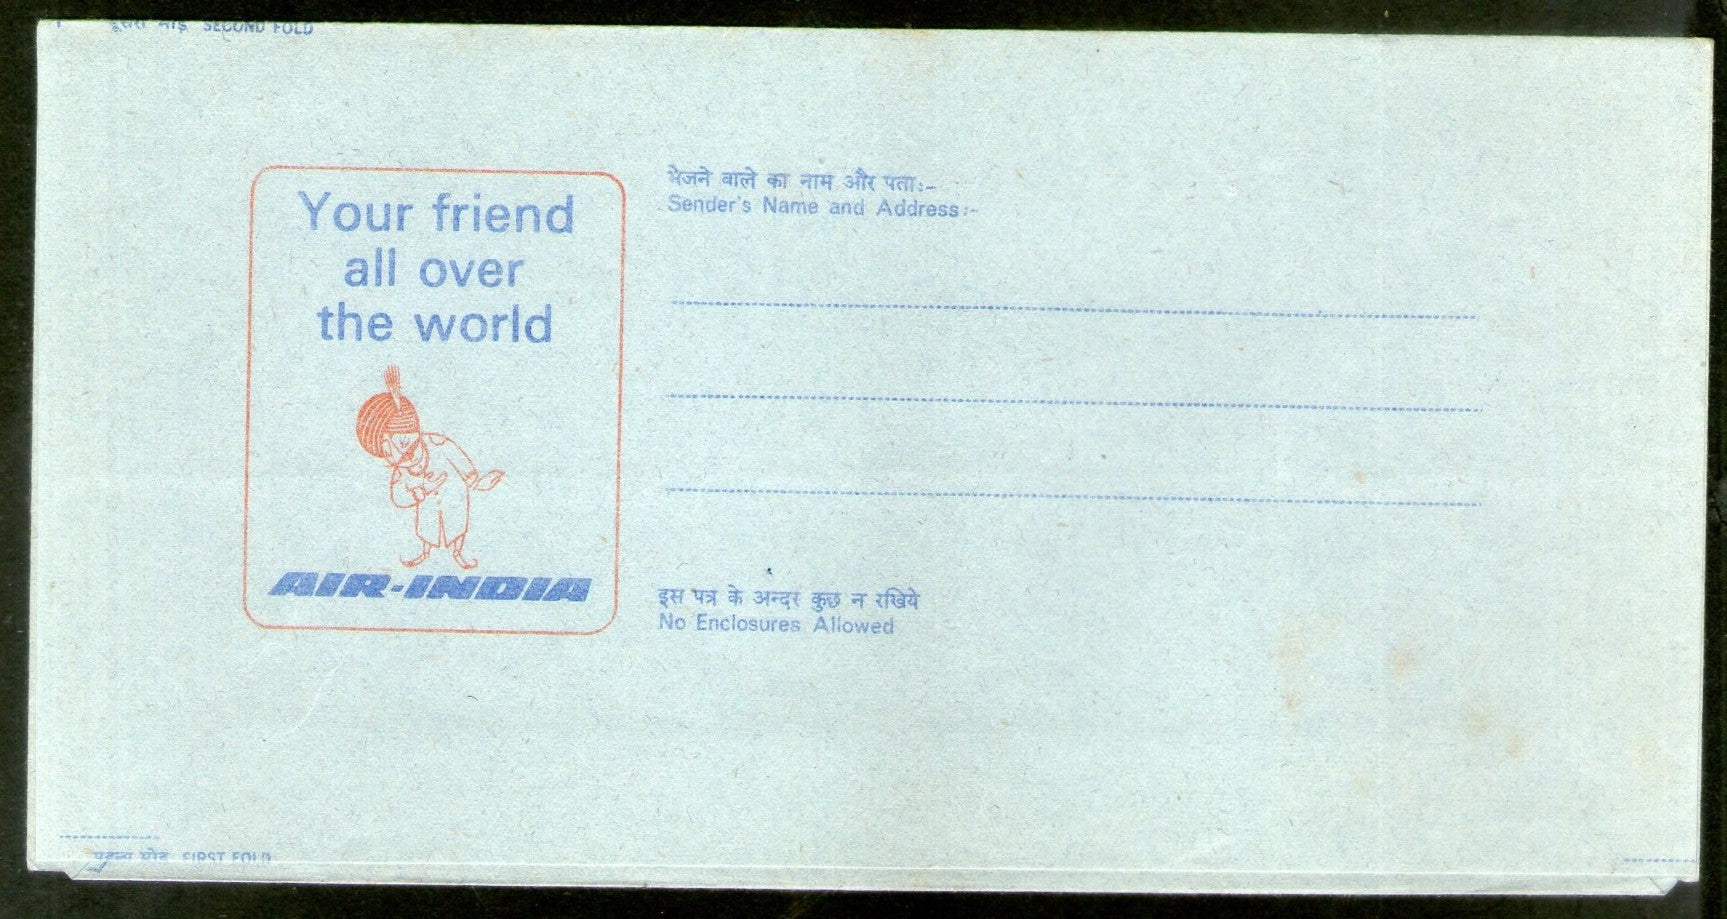 दूसरा मोड़ SECOND FOLD
Your friend
all over
the world
AIR-INDIA
भेजने वाले का नाम और पता:-
Sender's Name and Address:-
इस पत्र के अन्दर कुछ न रखिये
No Enclosures Allowed
पहला मोड़ FIRST FOLD